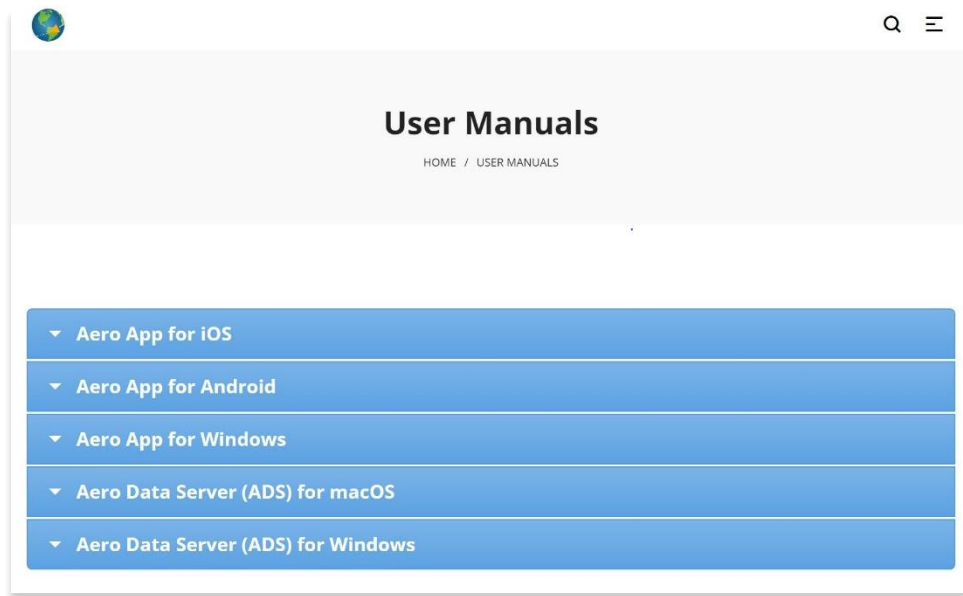 User Manuals
HOME / USER MANUALS
Aero App for iOS
Aero App for Android
Aero App for Windows
Aero Data Server (ADS) for macOS
Aero Data Server (ADS) for Windows